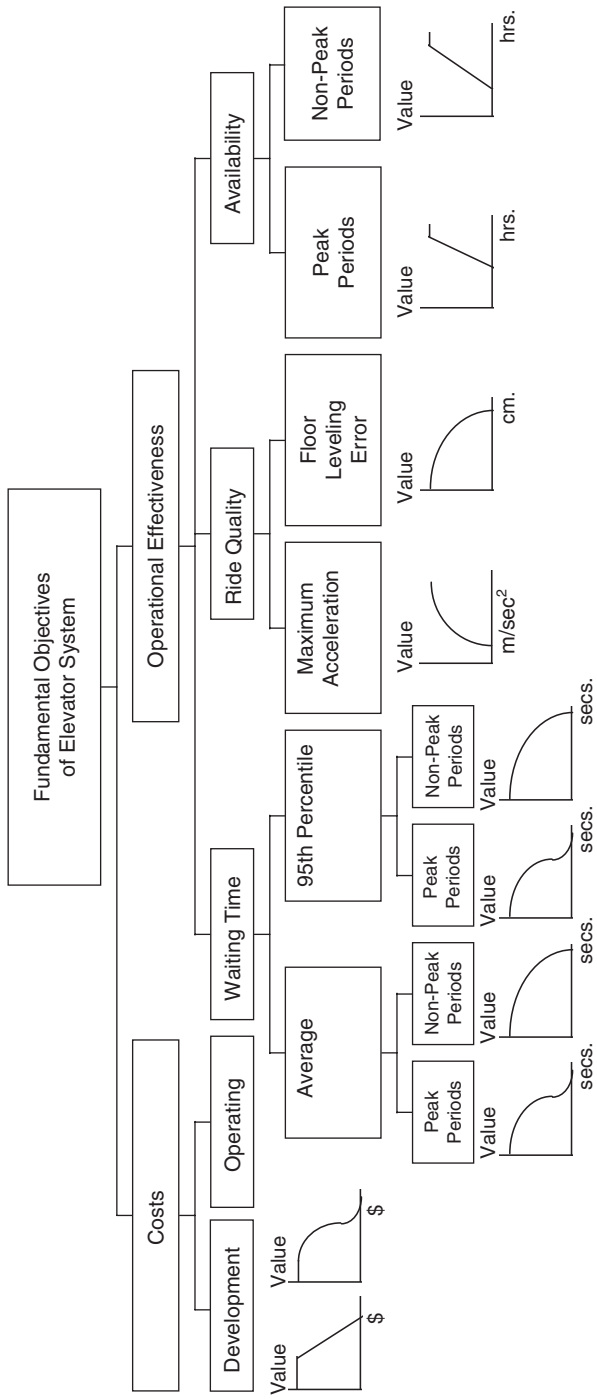 Fundamental Objectives
of Elevator System
Costs
Operational Effectiveness
Development
Operating
Waiting Time
Ride Quality
Availability
Average
95th Percentile
Maximum
Acceleration
Floor
Leveling
Error
Peak
Periods
Non-Peak
Periods
Peak
Periods
Non-Peak
Periods
Peak
Periods
Non-Peak
Periods
Value
$
Value
$
Value
secs.
Value
secs.
Value
secs.
Value
secs.
Value
m/sec²
Value
cm.
Value
hrs.
Value
hrs.